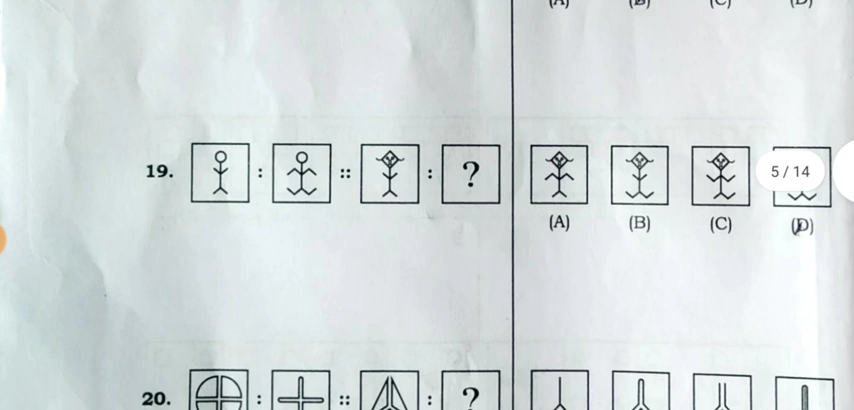 (A) (B) (C) (D)
19. : :: : ? 5 / 14
(A) (B) (C) (D)
20. : :: : ?